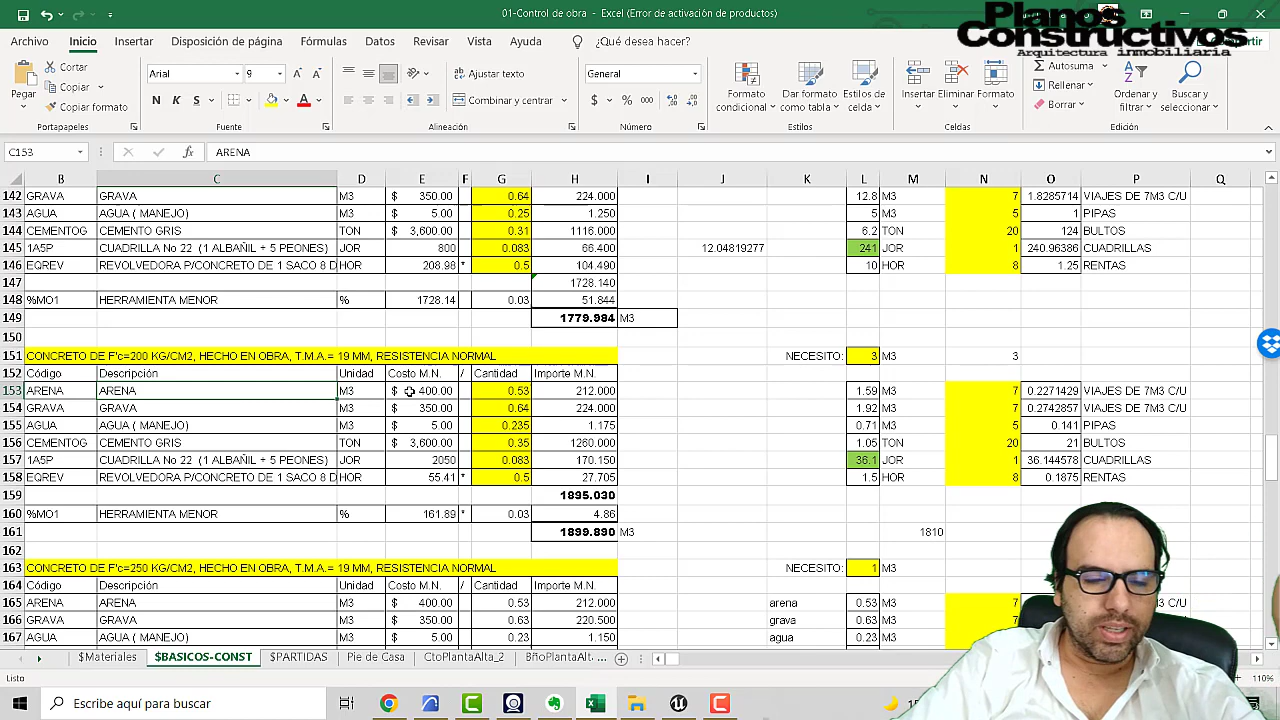 01-Control de obra - Excel (Error de activación de productos)
Planos
Constructivos
Arquitectura inmobiliaria
Archivo Inicio Insertar Disposición de página Fórmulas Datos Revisar Vista Ayuda ¿Qué desea hacer?
Pegar
Cortar
Copiar
Copiar formato
Portapapeles
Arial 9
N K S
Fuente
Ajustar texto
Combinar y centrar
Alineación
General
$ % 000
Número
Formato condicional
Dar formato como tabla
Estilos de celda
Estilos
Insertar Eliminar Formato
Celdas
Autosuma
Rellenar
Borrar
Ordenar y filtrar
Buscar y seleccionar
Edición
C153 fx ARENA
B C D E F G H I J K L M N O P Q
142 GRAVA GRAVA M3 $ 350.00 0.64 224.000 12.8 M3 7 1.8285714 VIAJES DE 7M3 C/U
143 AGUA AGUA ( MANEJO) M3 $ 5.00 0.25 1.250 5 M3 5 1 PIPAS
144 CEMENTOG CEMENTO GRIS TON $ 3,600.00 0.31 1116.000 6.2 TON 20 124 BULTOS
145 1A5P CUADRILLA No 22 (1 ALBAÑIL + 5 PEONES) JOR 800 0.083 66.400 12.04819277 241 JOR 1 240.96386 CUADRILLAS
146 EQREV REVOLVEDORA P/CONCRETO DE 1 SACO 8 D HOR 208.98 * 0.5 104.490 10 HOR 8 1.25 RENTAS
147 1728.140
148 %MO1 HERRAMIENTA MENOR % 1728.14 0.03 51.844
149 1779.984 M3
150
151 CONCRETO DE F'c=200 KG/CM2, HECHO EN OBRA, T.M.A.= 19 MM, RESISTENCIA NORMAL NECESITO: 3 M3 3
152 Código Descripción Unidad Costo M.N. / Cantidad Importe M.N.
153 ARENA ARENA M3 $ 400.00 0.53 212.000 1.59 M3 7 0.2271429 VIAJES DE 7M3 C/U
154 GRAVA GRAVA M3 $ 350.00 0.64 224.000 1.92 M3 7 0.2742857 VIAJES DE 7M3 C/U
155 AGUA AGUA ( MANEJO) M3 $ 5.00 0.235 1.175 0.71 M3 5 0.141 PIPAS
156 CEMENTOG CEMENTO GRIS TON $ 3,600.00 0.35 1260.000 1.05 TON 20 21 BULTOS
157 1A5P CUADRILLA No 22 (1 ALBAÑIL + 5 PEONES) JOR 2050 0.083 170.150 36.1 JOR 1 36.144578 CUADRILLAS
158 EQREV REVOLVEDORA P/CONCRETO DE 1 SACO 8 D HOR 55.41 * 0.5 27.705 1.5 HOR 8 0.1875 RENTAS
159 1895.030
160 %MO1 HERRAMIENTA MENOR % 161.89 * 0.03 4.86
161 1899.890 M3 1810
162
163 CONCRETO DE F'c=250 KG/CM2, HECHO EN OBRA, T.M.A.= 19 MM, RESISTENCIA NORMAL NECESITO: 1 M3
164 Código Descripción Unidad Costo M.N. / Cantidad Importe M.N.
165 ARENA ARENA M3 $ 400.00 0.53 212.000 arena 0.53 M3 7
166 GRAVA GRAVA M3 $ 350.00 0.63 220.500 grava 0.63 M3
167 AGUA AGUA ( MANEJO) M3 $ 5.00 0.23 1.150 agua 0.23 M3
$Materiales $BASICOS-CONST $PARTIDAS Pie de Casa CtoPlantaAlta_2 BñoPlantaAlt. ...
Listo 110%
Escribe aquí para buscar